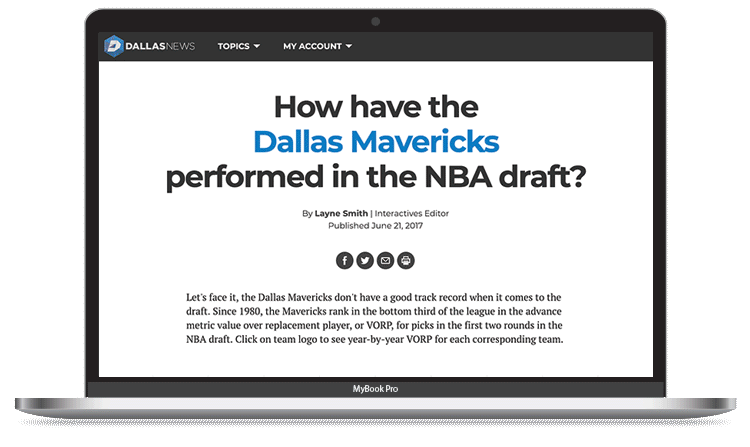 DALLASNEWS TOPICS MY ACCOUNT
How have the
Dallas Mavericks
performed in the NBA draft?
By Layne Smith | Interactives Editor
Published June 21, 2017
Let's face it, the Dallas Mavericks don't have a good track record when it comes to the
draft. Since 1980, the Mavericks rank in the bottom third of the league in the advance
metric value over replacement player, or VORP, for picks in the first two rounds in the
NBA draft. Click on team logo to see year-by-year VORP for each corresponding team.
MyBook Pro